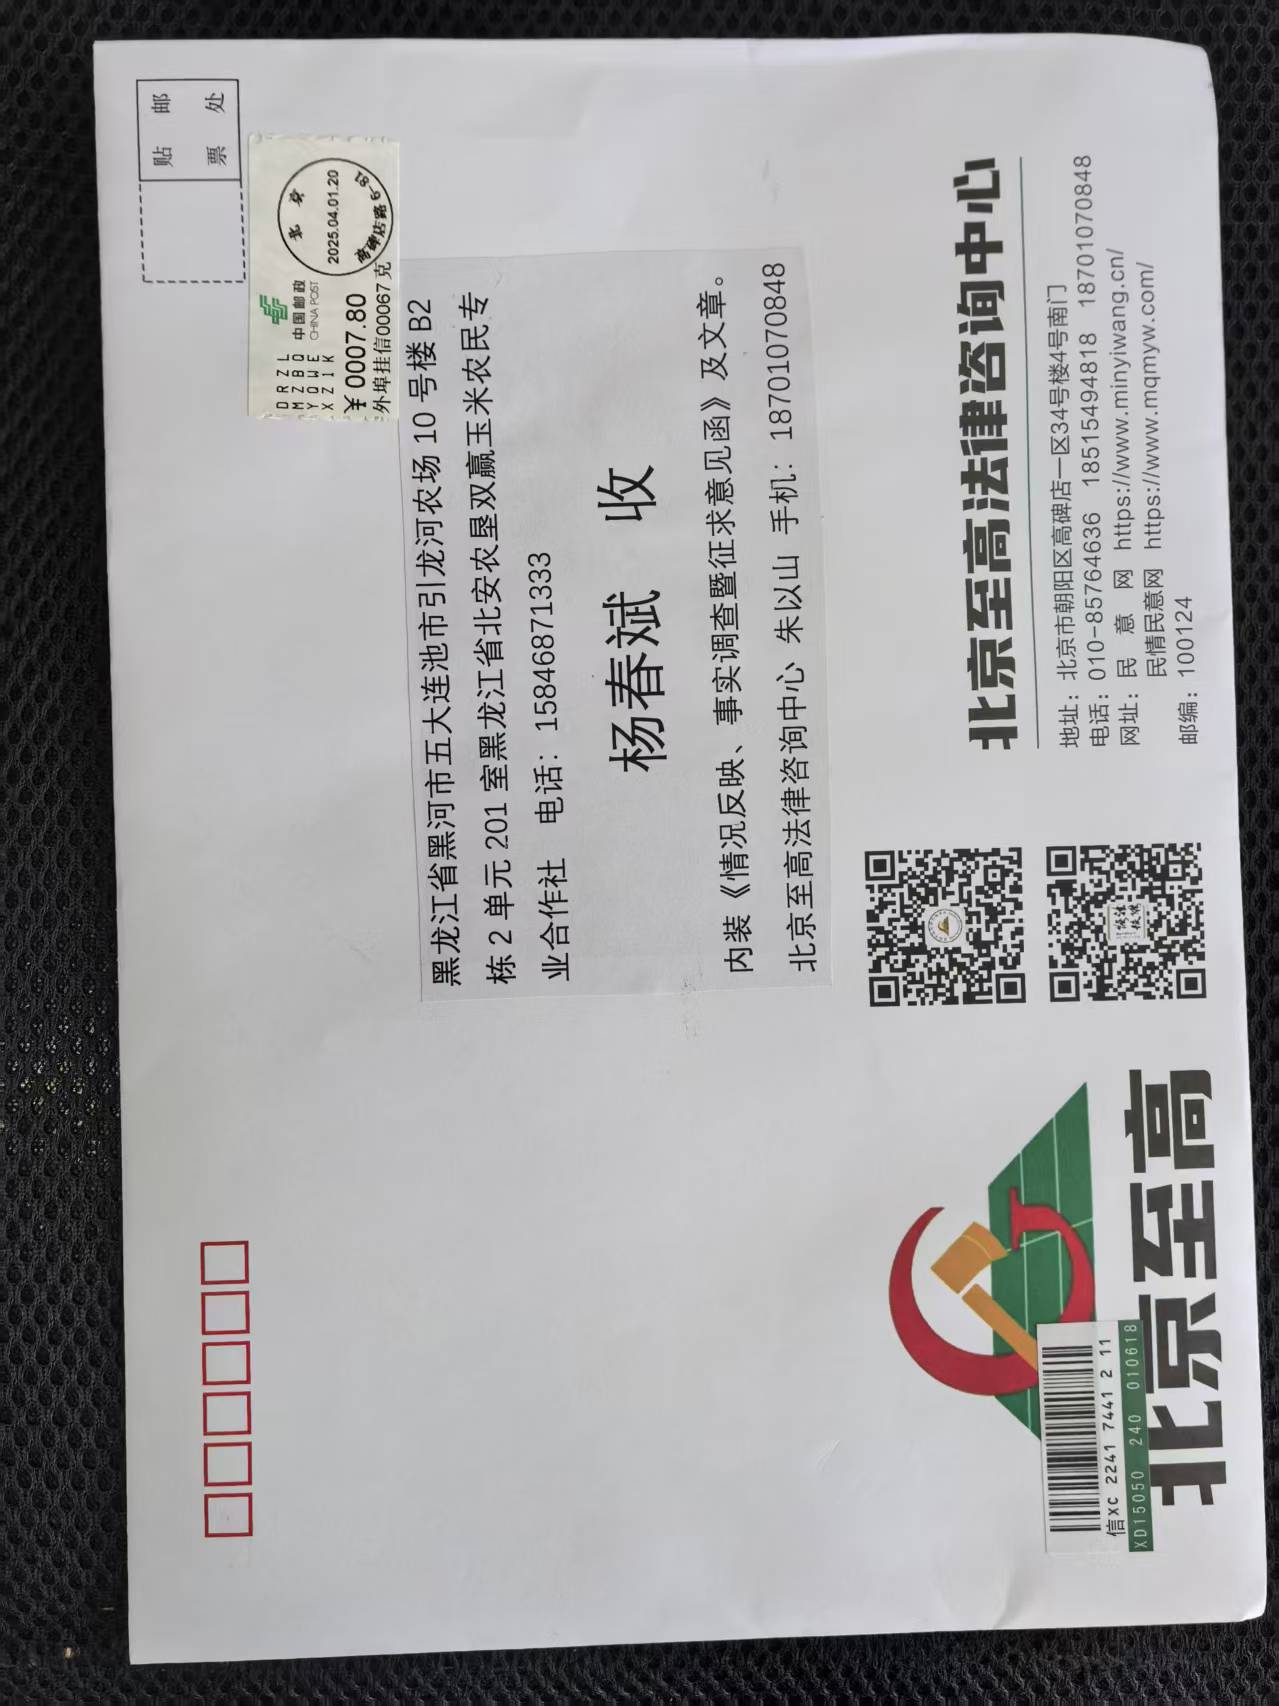 贴 邮
票 处
DRZL
MZBQ
YQWE
XZ1K
中国邮政
CHINA POST
¥0007.80
外埠挂信00067克
北京
2025.04.01.20
黑龙江省黑河市五大连池市引龙河农场 10 号楼 B2
栋 2 单元 201 室黑龙江省北安农垦双赢玉米农民专
业合作社 电话：15846871333
杨春斌 收
内装《情况反映、事实调查暨征求意见函》及文章。
北京至高法律咨询中心 朱以山 手机：18701070848
北京至高法律咨询中心
地址：北京市朝阳区高碑店一区34号楼4号南门
电话：010-85764636 18515494818 18701070848
网址：民 意 网 https://www.minyiwang.cn/
民情民意网 https://www.mqmyw.com/
邮编：100124
北京至高
信XC 2241 7441 2 11
XD15050 240 010618